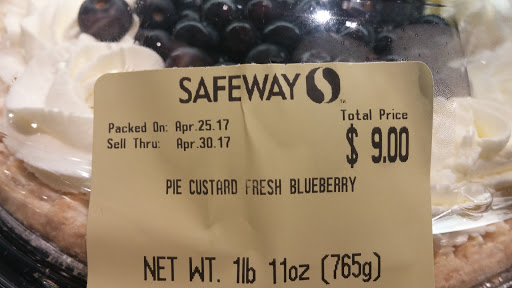 SAFEWAY
Packed On: Apr.25.17
Sell Thru: Apr.30.17
Total Price
$ 9.00
PIE CUSTARD FRESH BLUEBERRY
NET WT. 1lb 11oz (765g)